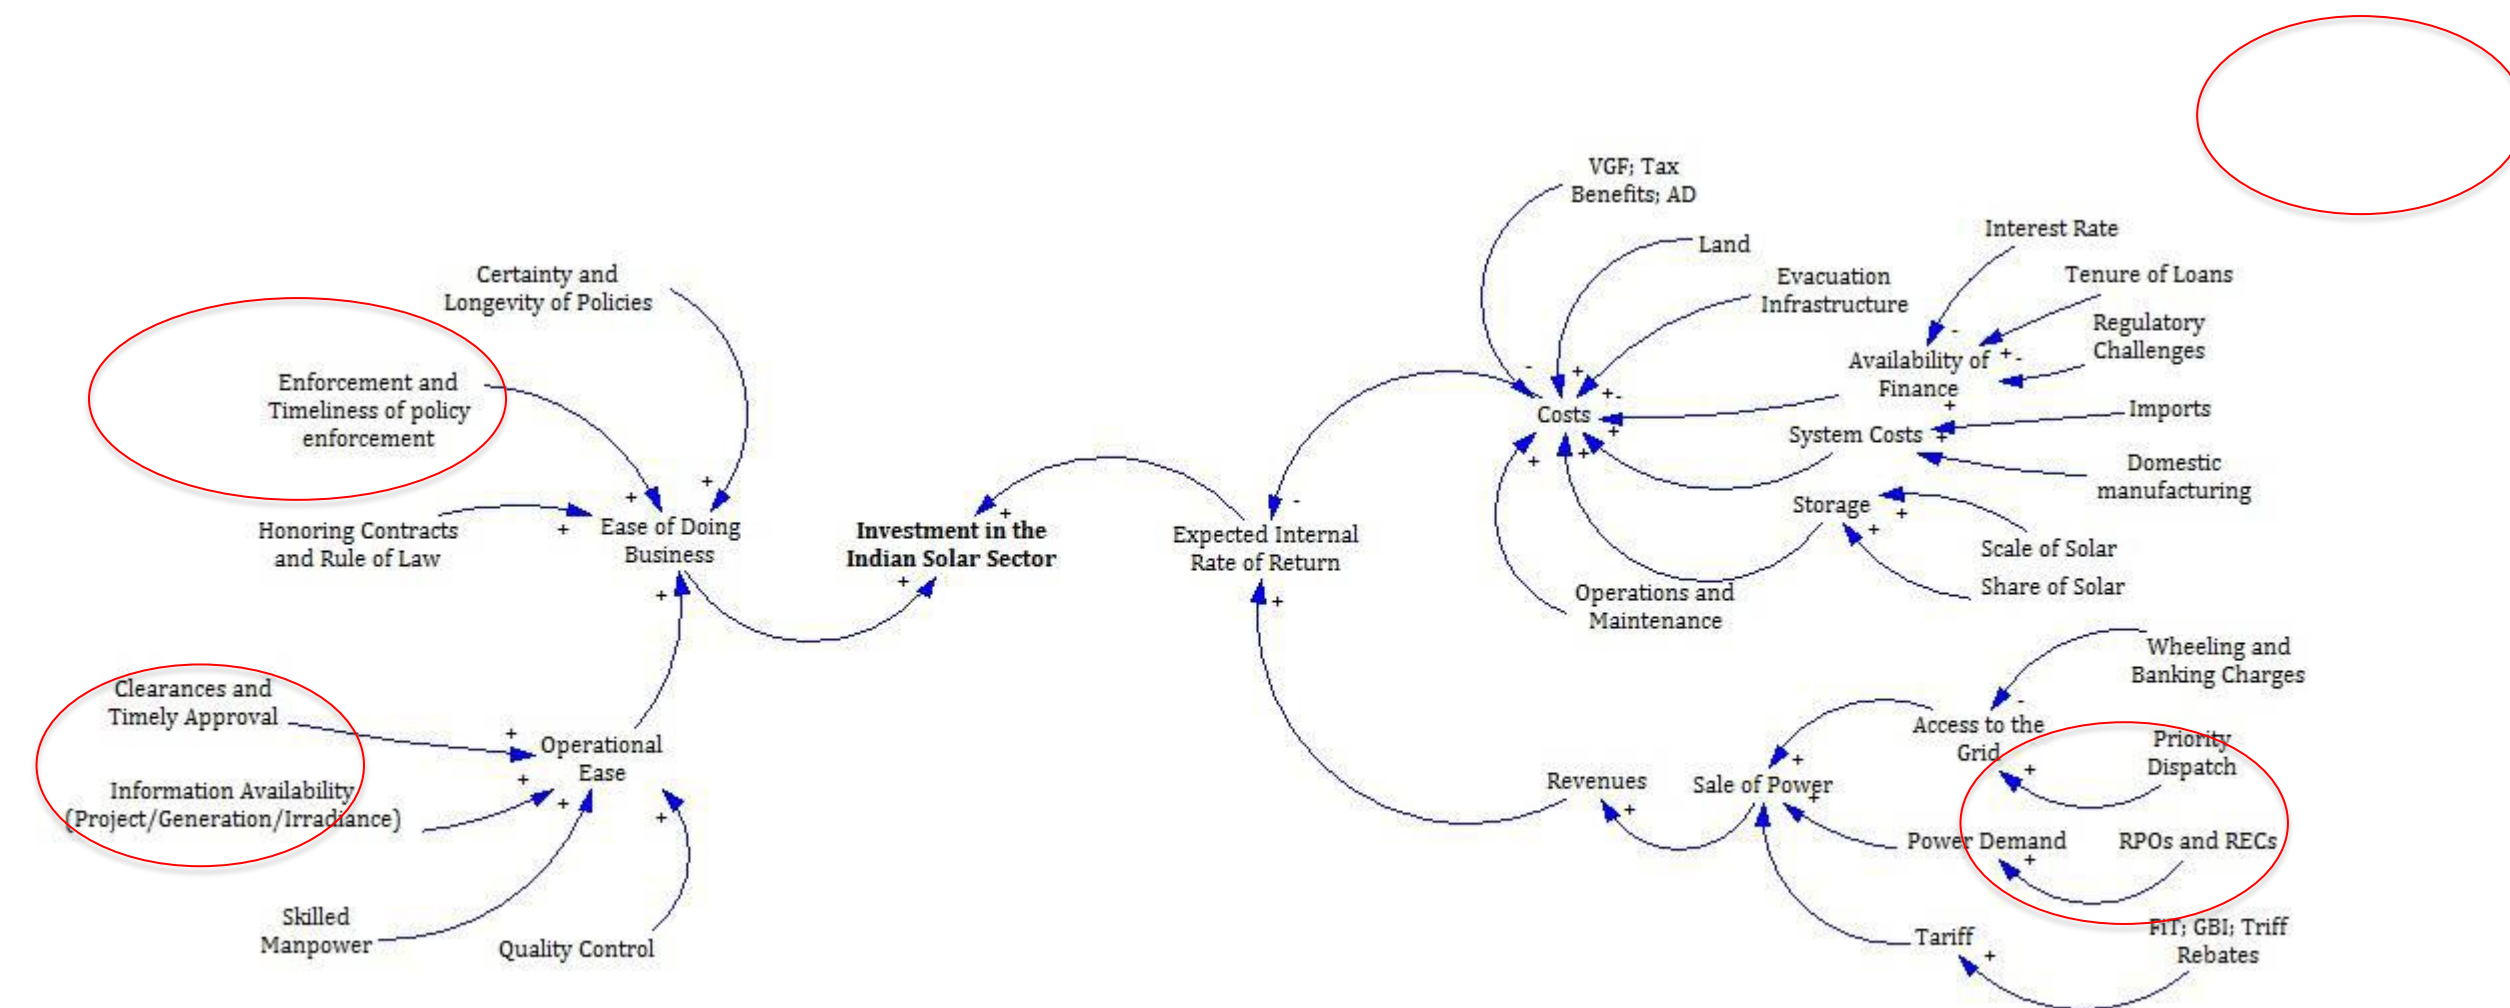 VGF; Tax
Benefits; AD
Land
Interest Rate
Evacuation
Infrastructure
Tenure of Loans
Certainty and
Longevity of Policies
Regulatory
Challenges
Availability of
Finance
Enforcement and
Timeliness of policy
enforcement
Imports
Costs
System Costs
Domestic
manufacturing
Storage
Honoring Contracts
and Rule of Law
Ease of Doing
Business
Investment in the
Indian Solar Sector
Expected Internal
Rate of Return
Scale of Solar
Share of Solar
Operations and
Maintenance
Wheeling and
Banking Charges
Clearances and
Timely Approval
Operational
Ease
Access to the
Grid
Priority
Dispatch
Revenues
Sale of Power
Information Availability
(Project/Generation/Irradiance)
Power Demand
RPOs and RECs
Skilled
Manpower
Quality Control
Tariff
FiT; GBI; Triff
Rebates